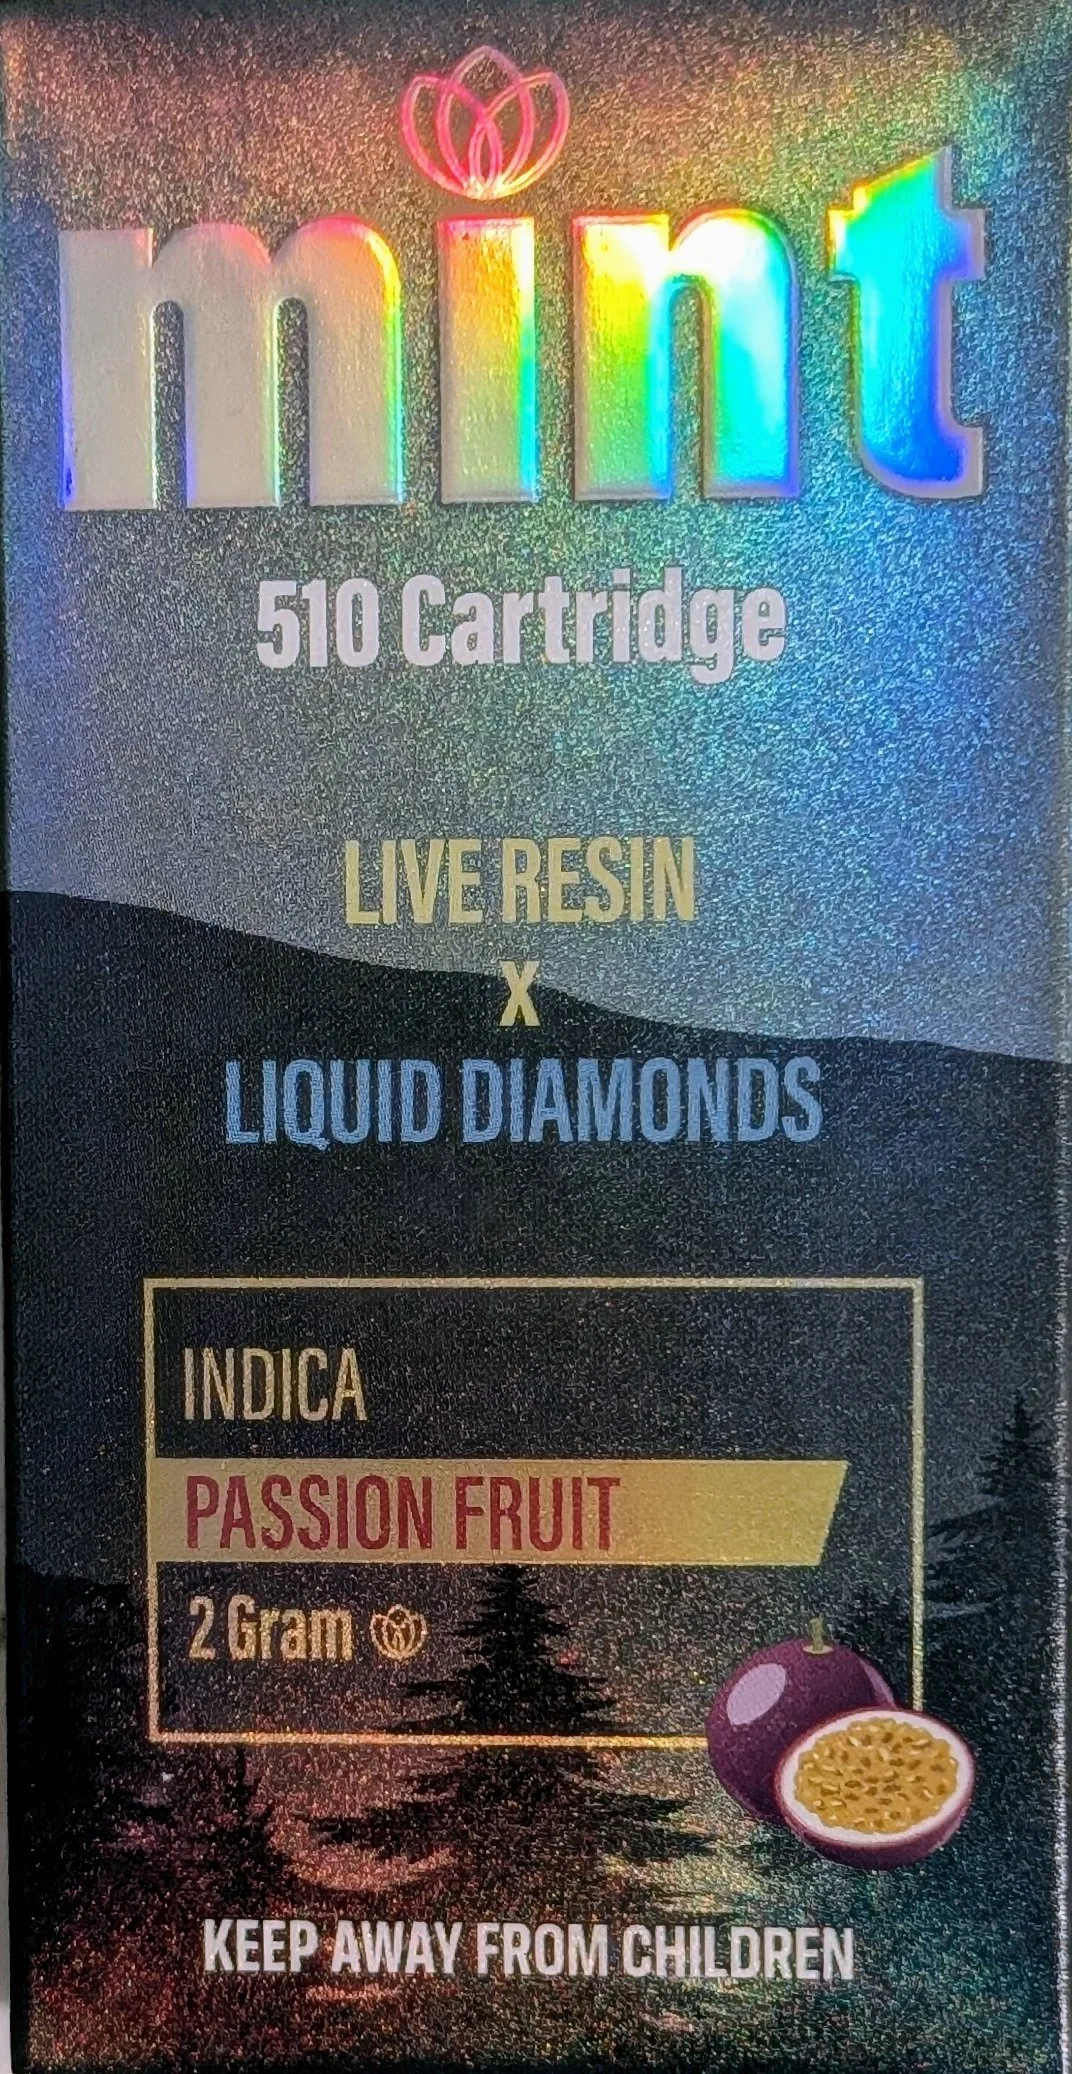 mint
510 Cartridge
LIVE RESIN
X
LIQUID DIAMONDS
INDICA
PASSION FRUIT
2 Gram
KEEP AWAY FROM CHILDREN